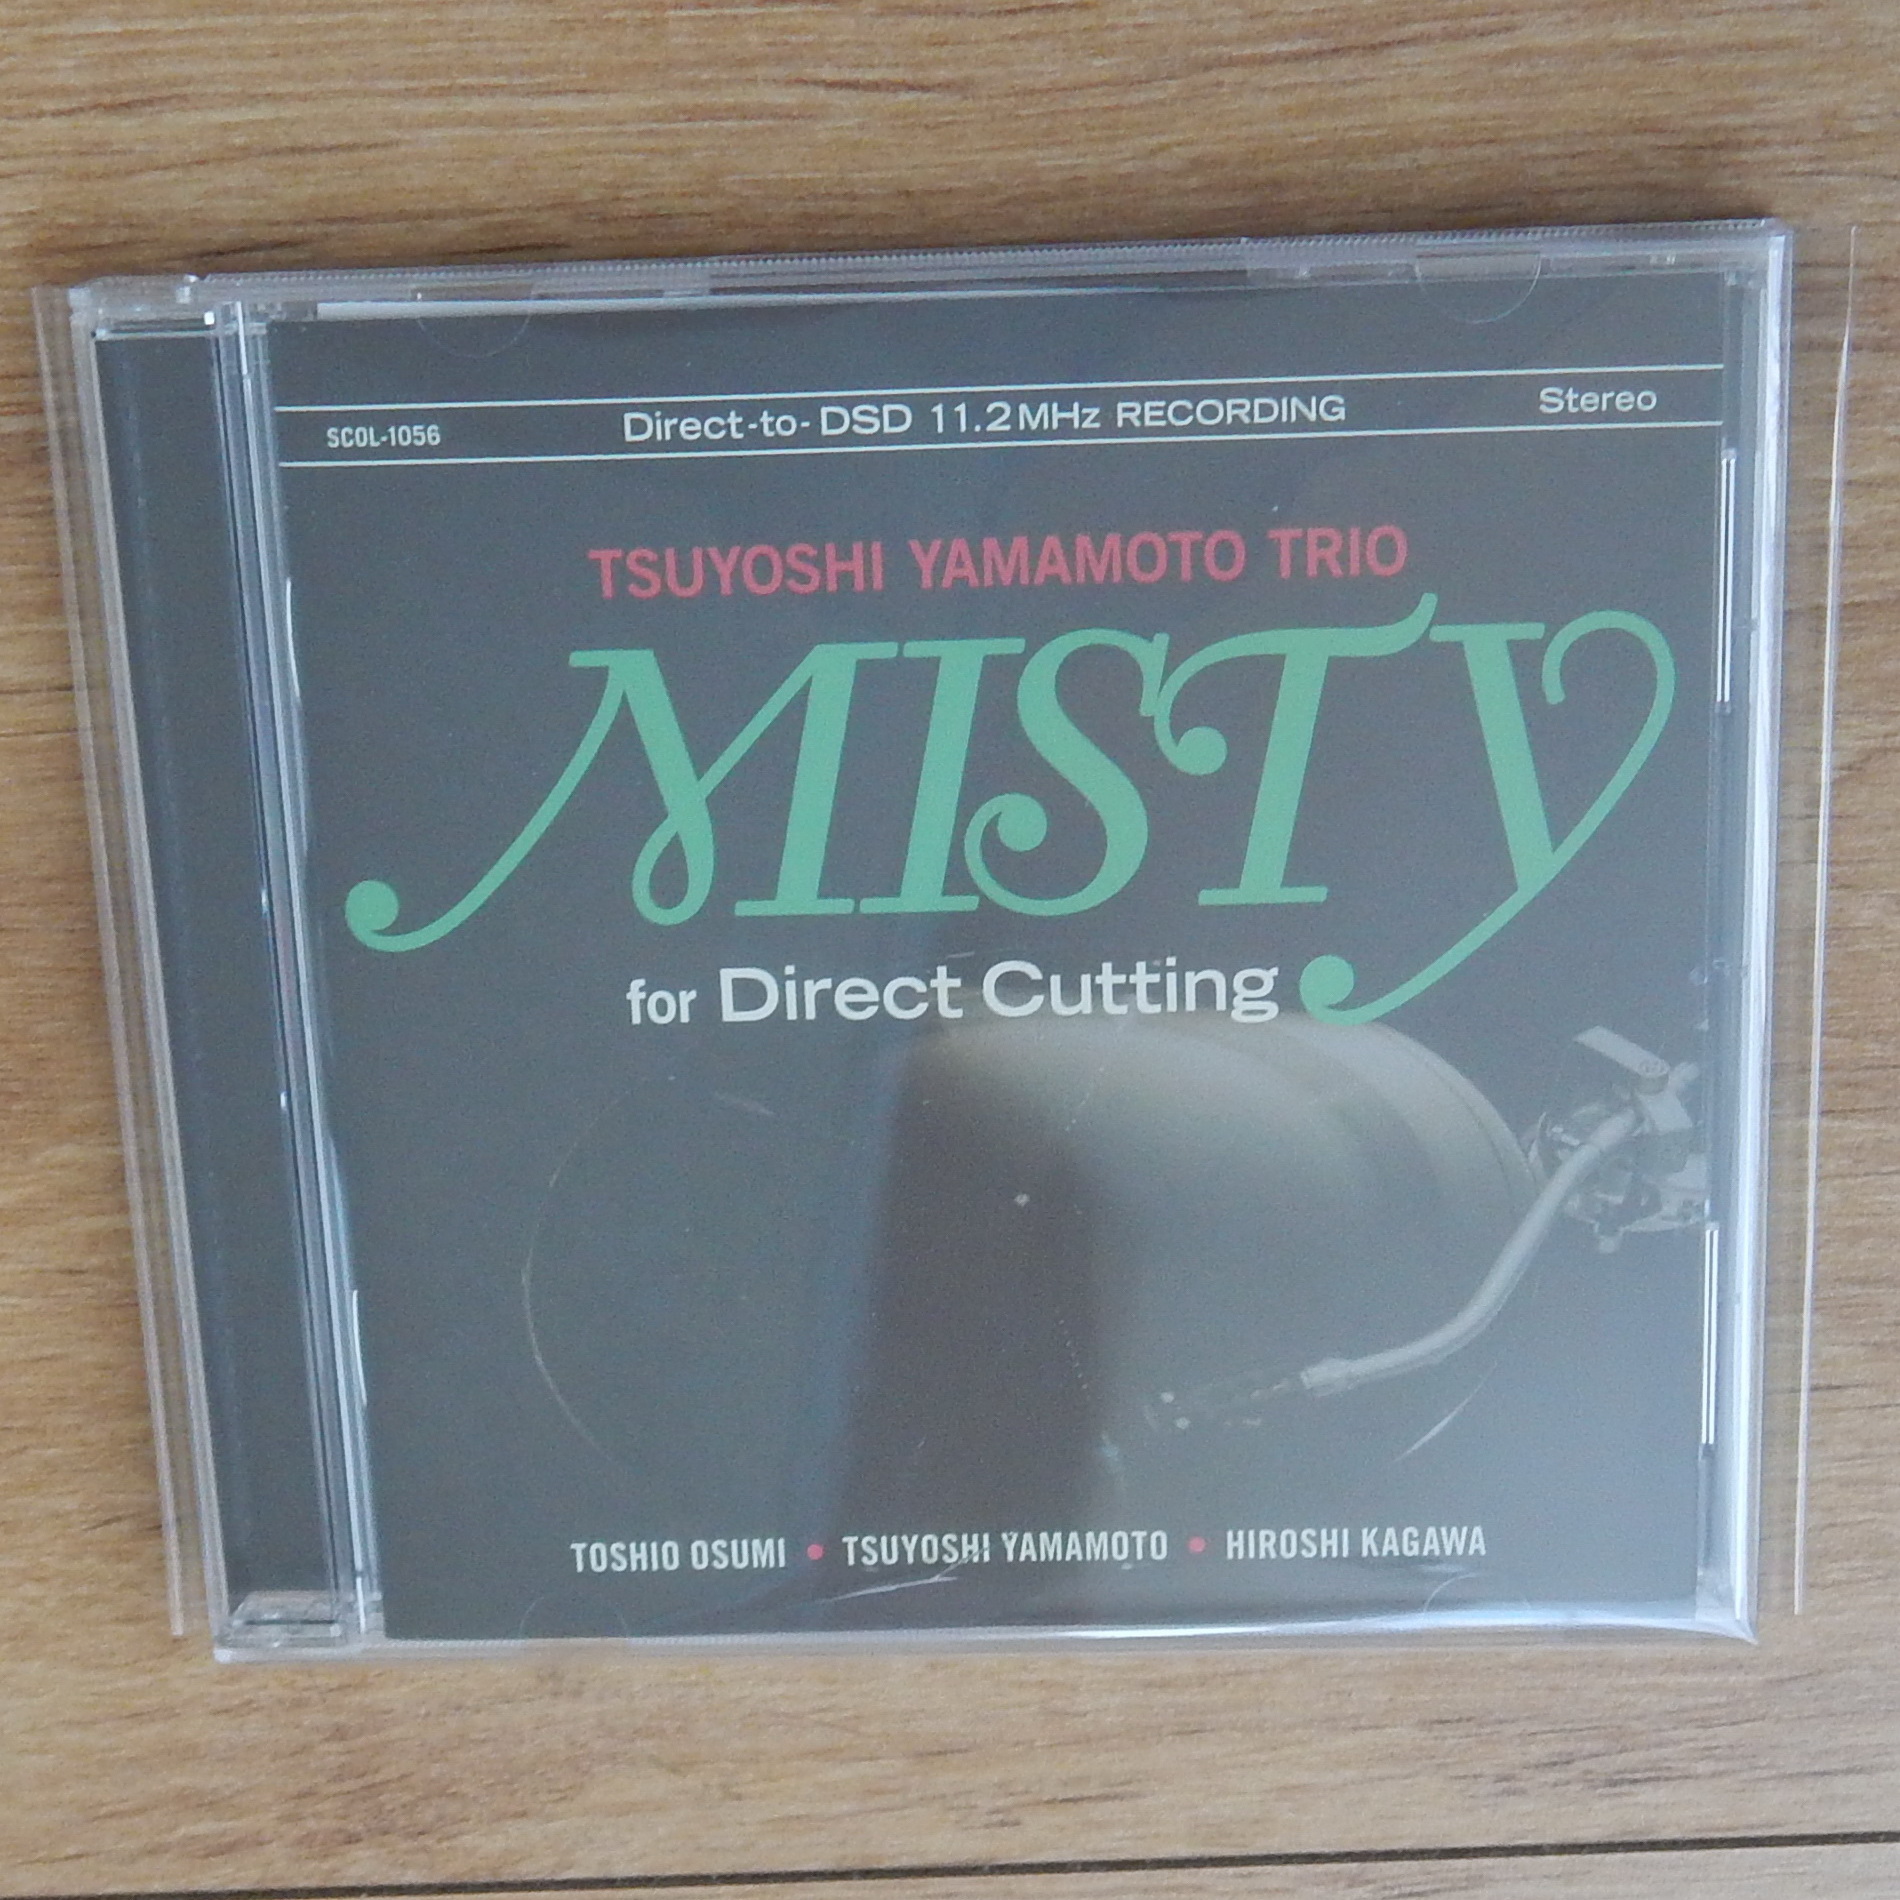 SCOL-1056 Direct-to-DSD 11.2MHz RECORDING Stereo
TSUYOSHI YAMAMOTO TRIO
MISTY
for Direct Cutting
TOSHIO OSUMI • TSUYOSHI YAMAMOTO • HIROSHI KAGAWA